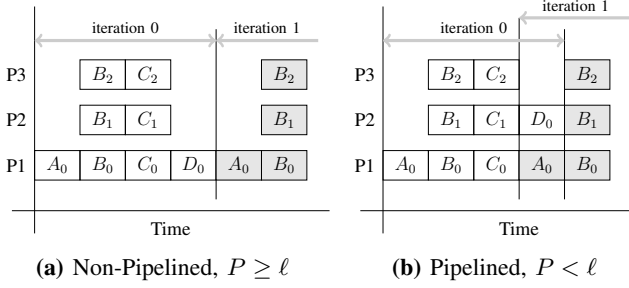 iteration 0
iteration 1
P3
B₂ C₂ B₂
P2
B₁ C₁ B₁
P1
A₀ B₀ C₀ D₀ A₀ B₀
Time
(a) Non-Pipelined, P ≥ ℓ
iteration 1
iteration 0
P3
B₂ C₂ B₂
P2
B₁ C₁ D₀ B₁
P1
A₀ B₀ C₀ A₀ B₀
Time
(b) Pipelined, P < ℓ